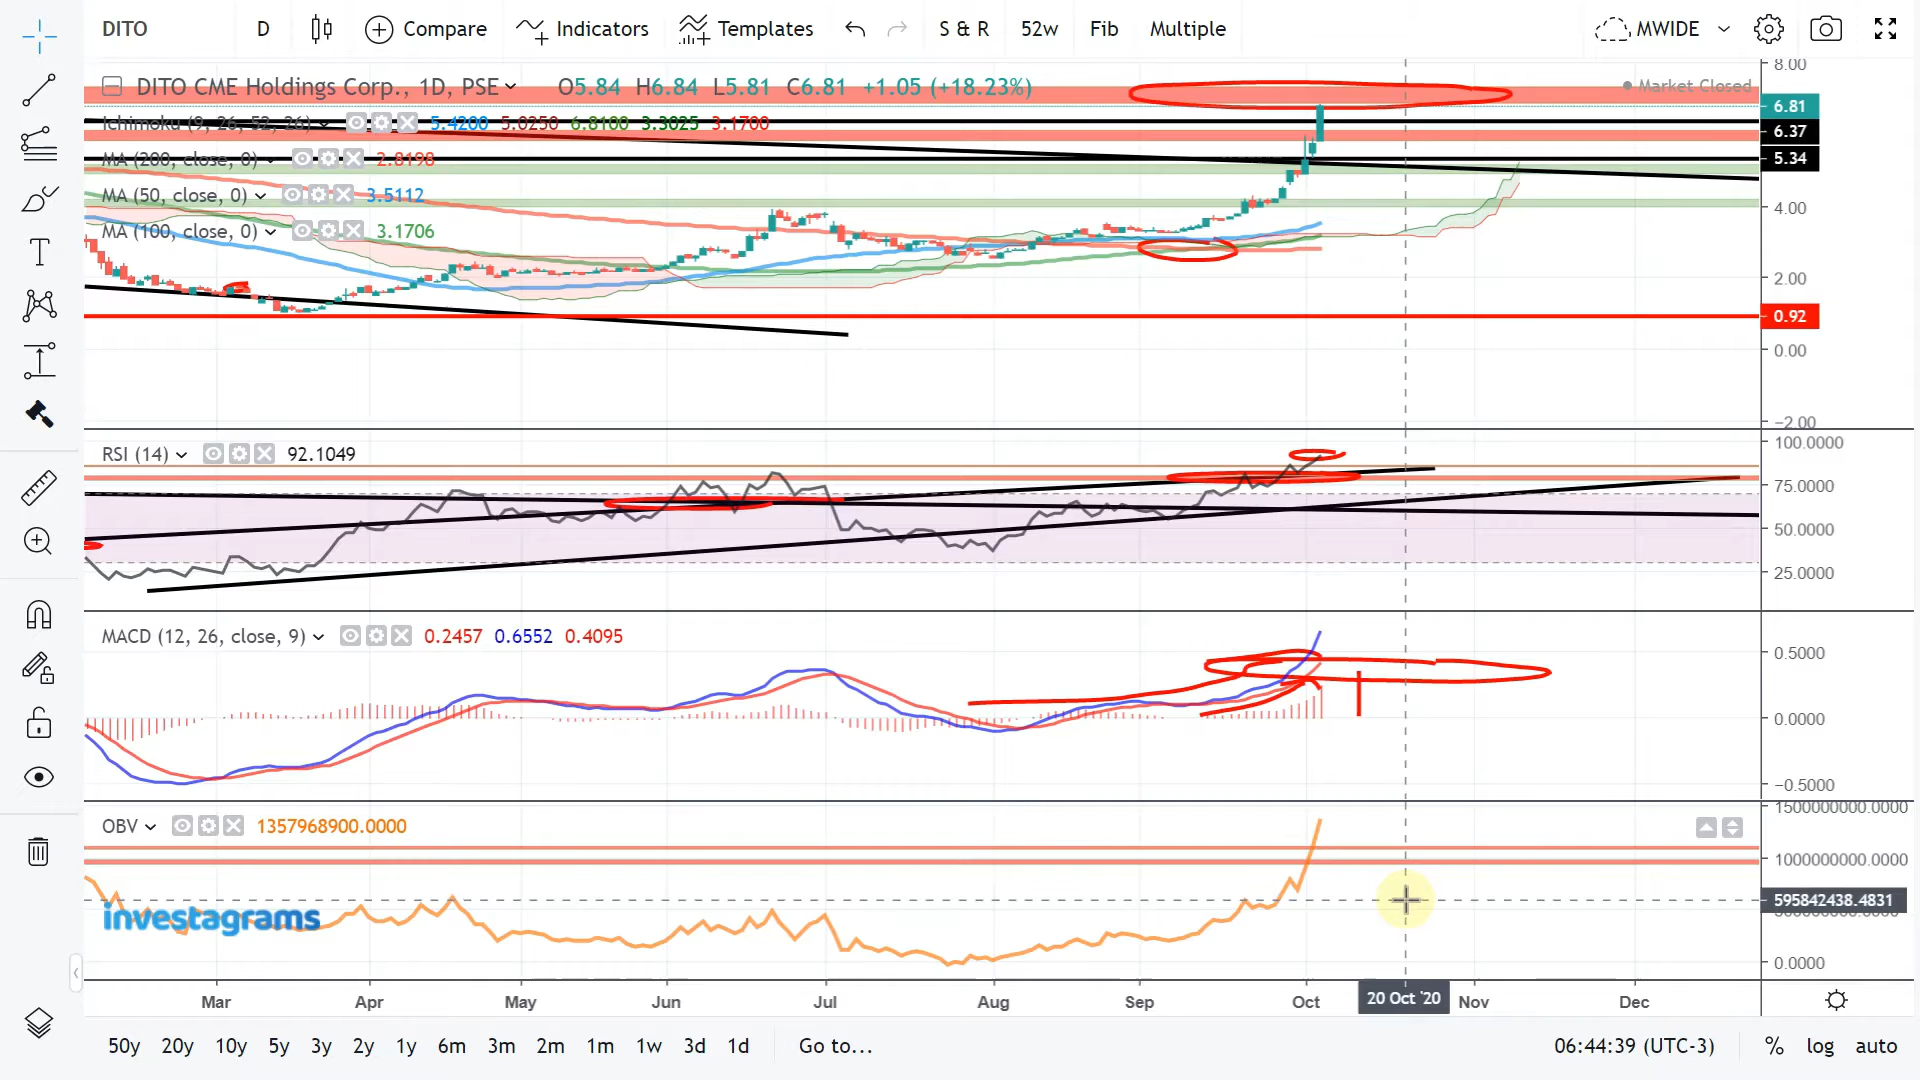 DITO D Compare Indicators Templates S & R 52w Fib Multiple MWIDE
DITO CME Holdings Corp., 1D, PSE O5.84 H6.84 L5.81 C6.81 +1.05 (+18.23%)
Market Closed
Ichimoku (9, 26, 52, 26) 5.4200 5.0250 6.8100 3.3025 3.1700
MA (200, close, 0) 2.8198
MA (50, close, 0) 3.5112
MA (100, close, 0) 3.1706
8.00
6.81
6.37
5.34
4.00
2.00
0.92
0.00
−2.00
RSI (14) 92.1049
100.0000
75.0000
50.0000
25.0000
MACD (12, 26, close, 9) 0.2457 0.6552 0.4095
0.5000
0.0000
−0.5000
OBV 1357968900.0000
1500000000.0000
1000000000.0000
595842438.4831
500000000.0000
0.0000
investagrams
Mar Apr May Jun Jul Aug Sep Oct 20 Oct '20 Nov Dec
50y 20y 10y 5y 3y 2y 1y 6m 3m 2m 1m 1w 3d 1d Go to... 06:44:39 (UTC-3) % log auto